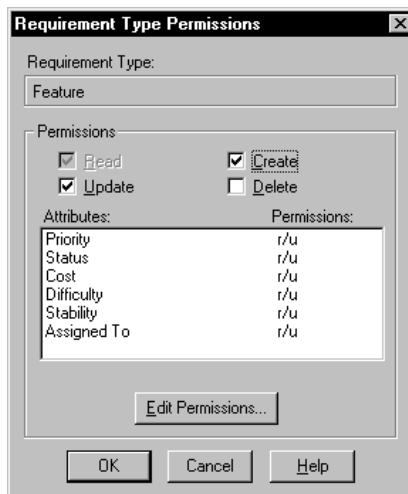 Requirement Type Permissions
Requirement Type:
Feature
Permissions
Read
Create
Update
Delete
Attributes: Permissions:
Priority r/u
Status r/u
Cost r/u
Difficulty r/u
Stability r/u
Assigned To r/u
Edit Permissions...
OK Cancel Help